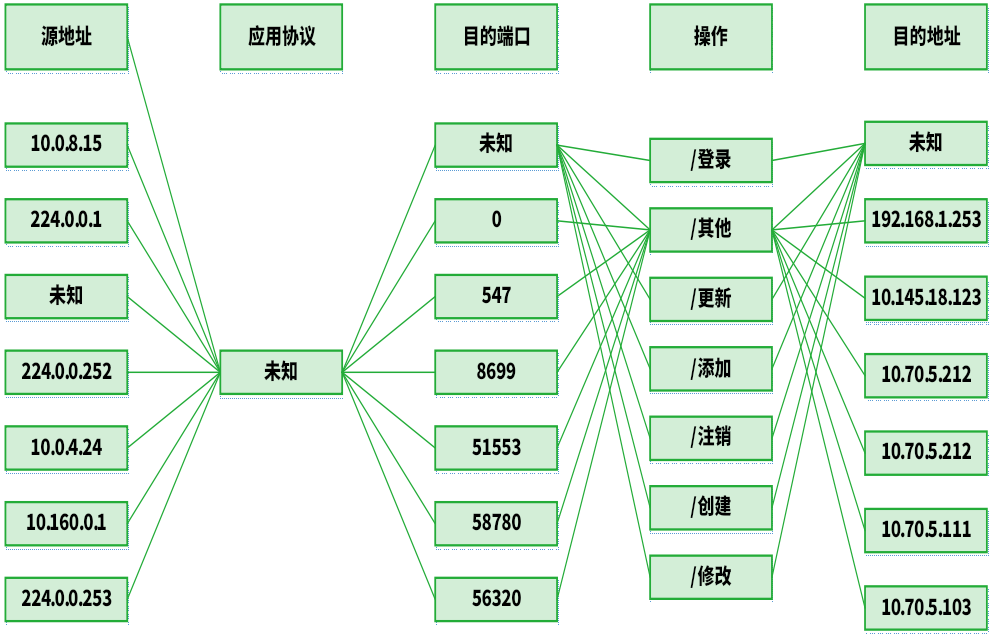 源地址
应用协议
目的端口
操作
目的地址
10.0.8.15
224.0.0.1
未知
224.0.0.252
10.0.4.24
10.160.0.1
224.0.0.253
未知
未知
0
547
8699
51553
58780
56320
/登录
/其他
/更新
/添加
/注销
/创建
/修改
未知
192.168.1.253
10.145.18.123
10.70.5.212
10.70.5.212
10.70.5.111
10.70.5.103